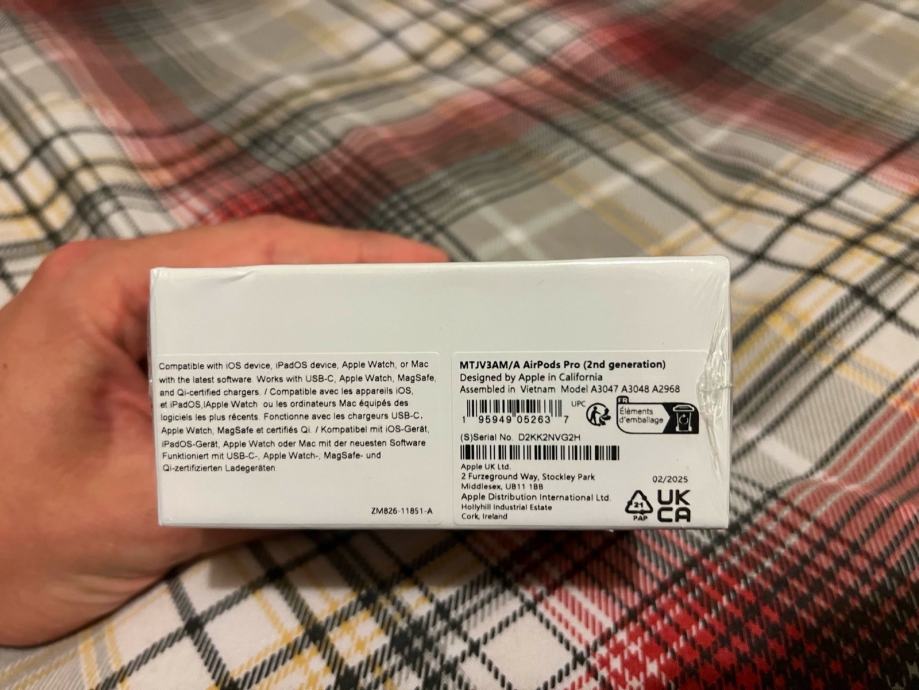 Compatible with iOS device, iPadOS device, Apple Watch, or Mac
with the latest software. Works with USB-C, Apple Watch, MagSafe,
and Qi-certified chargers. / Compatible avec les appareils iOS,
et iPadOS,lApple Watch ou les ordinateurs Mac équipés des
logiciels les plus récents. Fonctionne avec les chargeurs USB-C,
Apple Watch, MagSafe et certifiés Qi. / Kompatibel mit iOS-Gerät,
iPadOS-Gerät, Apple Watch oder Mac mit der neuesten Software
Funktioniert mit USB-C-, Apple Watch-, MagSafe- und
Qi-zertifizierten Ladegeräten
ZM826-11851-A
MTJV3AM/A AirPods Pro (2nd generation)
Designed by Apple in California
Assembled in Vietnam Model A3047 A3048 A2968
UPC
1 95949 05263 7
FR
Éléments
d'emballage
(S)Serial No. D2KK2NVG2H
Apple UK Ltd.
2 Furzeground Way, Stockley Park
Middlesex, UB11 1BB
Apple Distribution International Ltd.
Hollyhill Industrial Estate
Cork, Ireland
02/2025
21
PAP
UK
CA